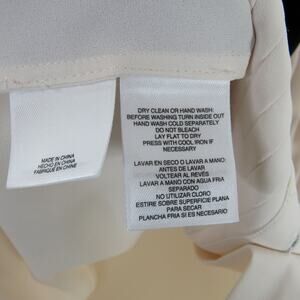 MADE IN CHINA
HECHO EN CHINA
FABRIQUE EN CHINE
DRY CLEAN OR HAND WASH:
BEFORE WASHING TURN INSIDE OUT
HAND WASH COLD SEPARATELY
DO NOT BLEACH
LAY FLAT TO DRY
PRESS WITH COOL IRON IF
NECESSARY
LAVAR EN SECO O LAVAR A MANO:
ANTES DE LAVAR
VOLTEAR AL REVÉS
LAVAR A MANO CON AGUA FRIA
SEPARADO
NO UTILIZAR CLORO
ESTIRE SOBRE SUPERFICIE PLANA
PARA SECAR
PLANCHA FRIA SI ES NECESARIO